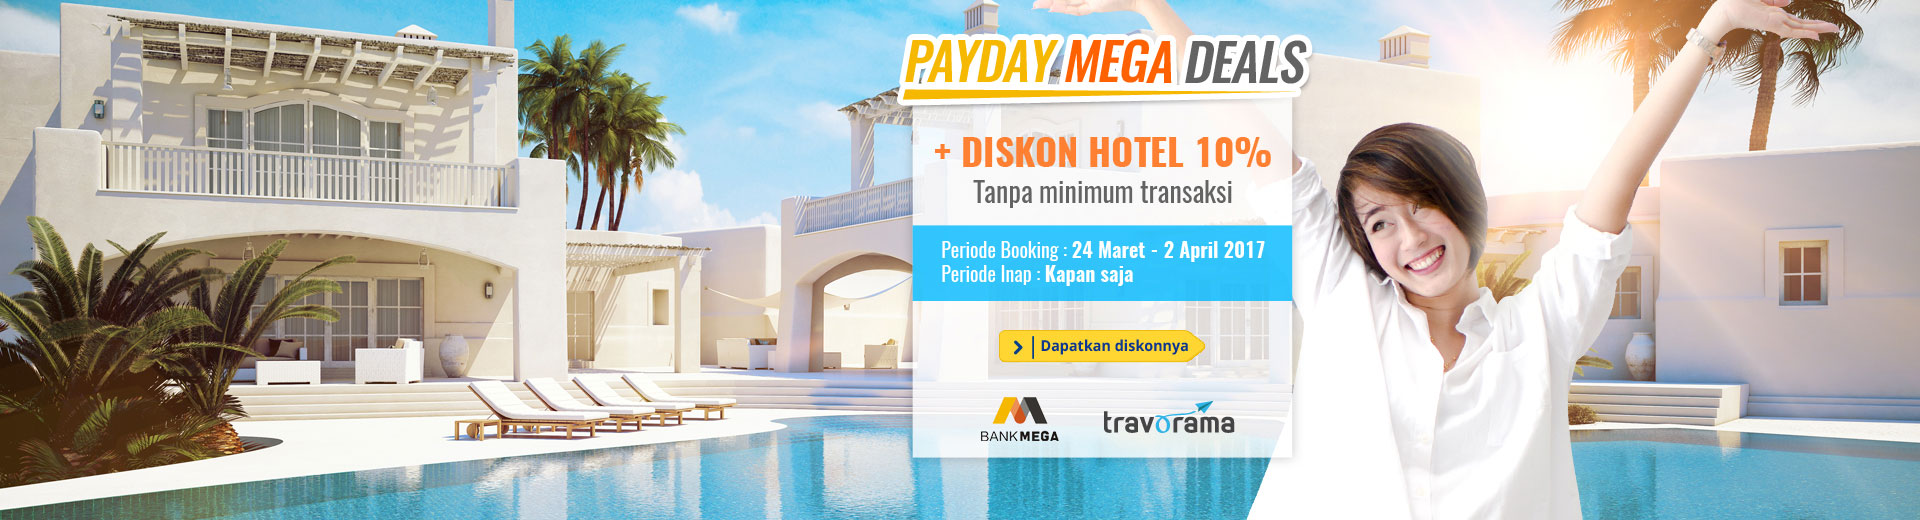 PAYDAY MEGA DEALS
+ DISKON HOTEL 10%
Tanpa minimum transaksi
Periode Booking : 24 Maret - 2 April 2017
Periode Inap : Kapan saja
Dapatkan diskonnya
BANK MEGA
travorama